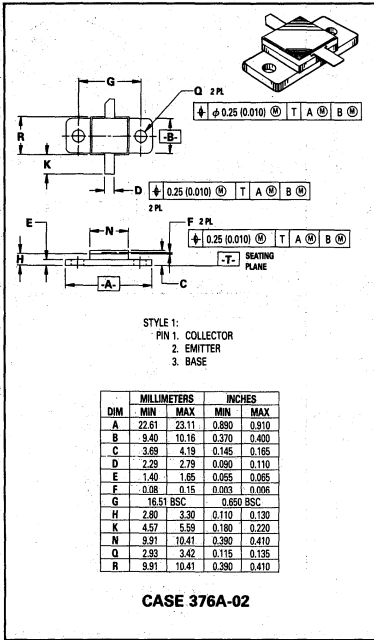 G
Q 2 PL
⌖ ϕ 0.25 (0.010) Ⓜ T A Ⓜ B Ⓜ
R
-B-
K
D
⌖ 0.25 (0.010) Ⓜ T A Ⓜ B Ⓜ
2 PL
E
N
F 2 PL
⌖ 0.25 (0.010) Ⓜ T A Ⓜ B Ⓜ
H
-T- SEATING
PLANE
-A-
C
STYLE 1:
PIN 1. COLLECTOR
2. EMITTER
3. BASE
MILLIMETERS INCHES
DIM MIN MAX MIN MAX
A 22.61 23.11 0.890 0.910
B 9.40 10.16 0.370 0.400
C 3.69 4.19 0.145 0.165
D 2.29 2.79 0.090 0.110
E 1.40 1.65 0.055 0.065
F 0.08 0.15 0.003 0.006
G 16.51 BSC 0.650 BSC
H 2.80 3.30 0.110 0.130
K 4.57 5.59 0.180 0.220
N 9.91 10.41 0.390 0.410
Q 2.93 3.42 0.115 0.135
R 9.91 10.41 0.390 0.410
CASE 376A-02